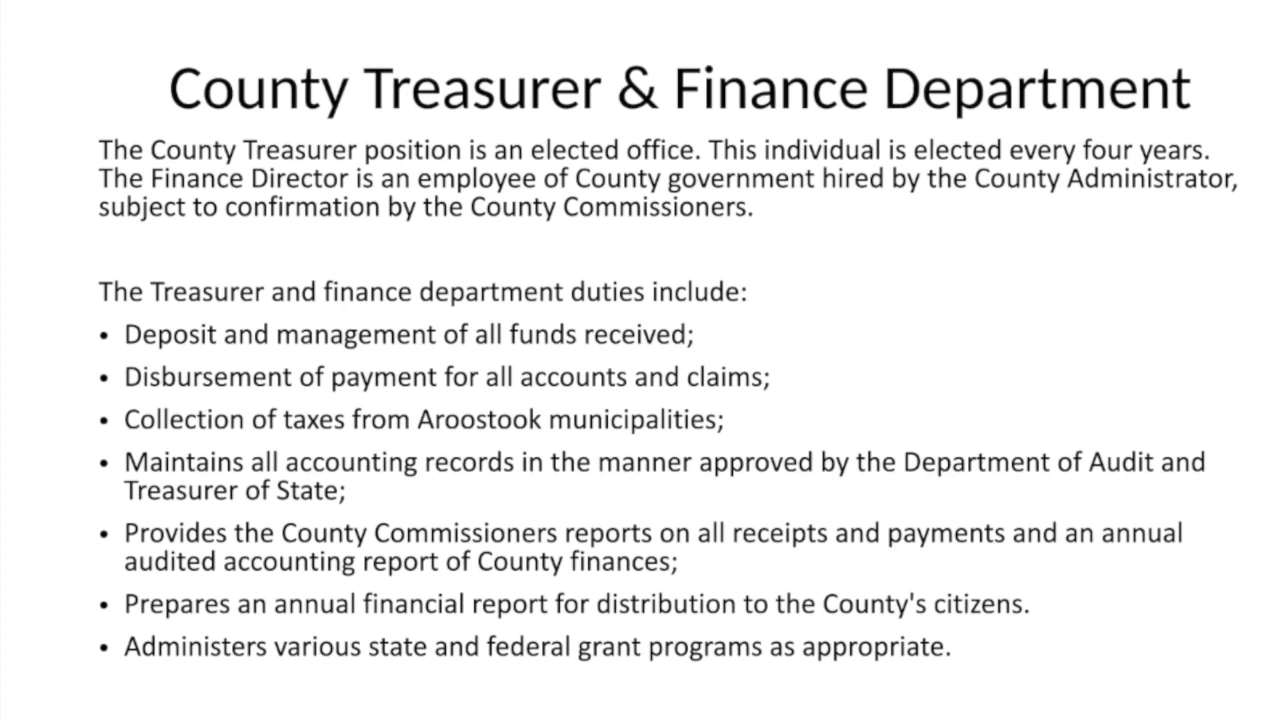 County Treasurer & Finance Department
The County Treasurer position is an elected office. This individual is elected every four years.
The Finance Director is an employee of County government hired by the County Administrator,
subject to confirmation by the County Commissioners.
The Treasurer and finance department duties include:
• Deposit and management of all funds received;
• Disbursement of payment for all accounts and claims;
• Collection of taxes from Aroostook municipalities;
• Maintains all accounting records in the manner approved by the Department of Audit and
Treasurer of State;
• Provides the County Commissioners reports on all receipts and payments and an annual
audited accounting report of County finances;
• Prepares an annual financial report for distribution to the County's citizens.
• Administers various state and federal grant programs as appropriate.